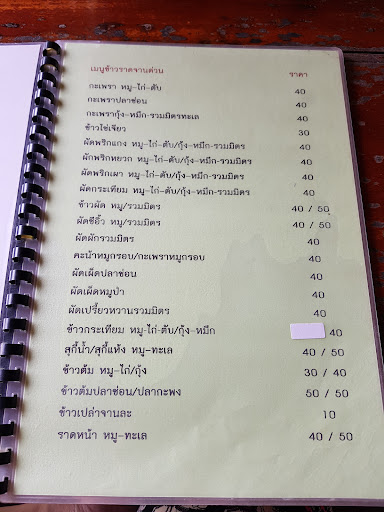 เมนูข้าวราดจานด่วน ราคา
กะเพรา หมู-ไก่-ตับ 40
กะเพราปลาช่อน 40
กะเพรากุ้ง-หมึก-รวมมิตรทะเล 40
ข้าวไข่เจียว 30
ผัดพริกแกง หมู-ไก่-ตับ/กุ้ง-หมึก-รวมมิตร 40
ผัดพริกหยวก หมู-ไก่-ตับ/กุ้ง-หมึก-รวมมิตร 40
ผัดพริกเผา หมู-ไก่-ตับ/กุ้ง-หมึก-รวมมิตร 40
ผัดกระเทียม หมู-ไก่-ตับ/กุ้ง-หมึก-รวมมิตร 40
ข้าวผัด หมู/รวมมิตร 40 / 50
ผัดซีอิ้ว หมู/รวมมิตร 40 / 50
ผัดผักรวมมิตร 40
คะน้าหมูกรอบ/กะเพราหมูกรอบ 40
ผัดเผ็ดปลาช่อน 40
ผัดเผ็ดหมูป่า 40
ผัดเปรี้ยวหวานรวมมิตร 40
ข้าวกระเทียม หมู-ไก่-ตับ/กุ้ง-หมึก 40
สุกี้น้ำ/สุกี้แห้ง หมู-ทะเล 40 / 50
ข้าวต้ม หมู-ไก่/กุ้ง 30 / 40
ข้าวต้มปลาช่อน/ปลากะพง 50 / 50
ข้าวเปล่าจานละ 10
ราดหน้า หมู-ทะเล 40 / 50